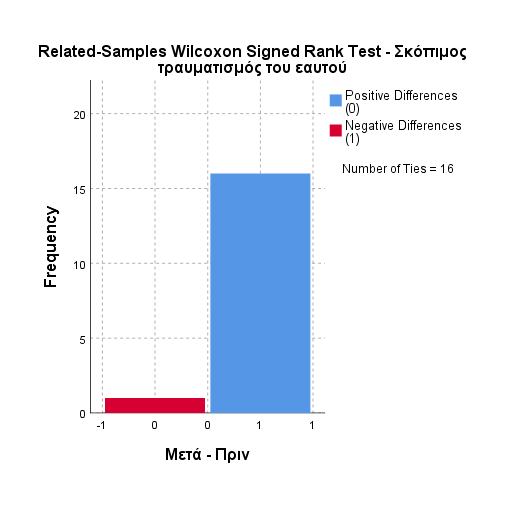 Related-Samples Wilcoxon Signed Rank Test - Σκόπιμος
τραυματισμός του εαυτού
Positive Differences
(0)
Negative Differences
(1)
Number of Ties = 16
Frequency
20
15
10
5
0
-1 0 0 1 1
Μετά - Πριν